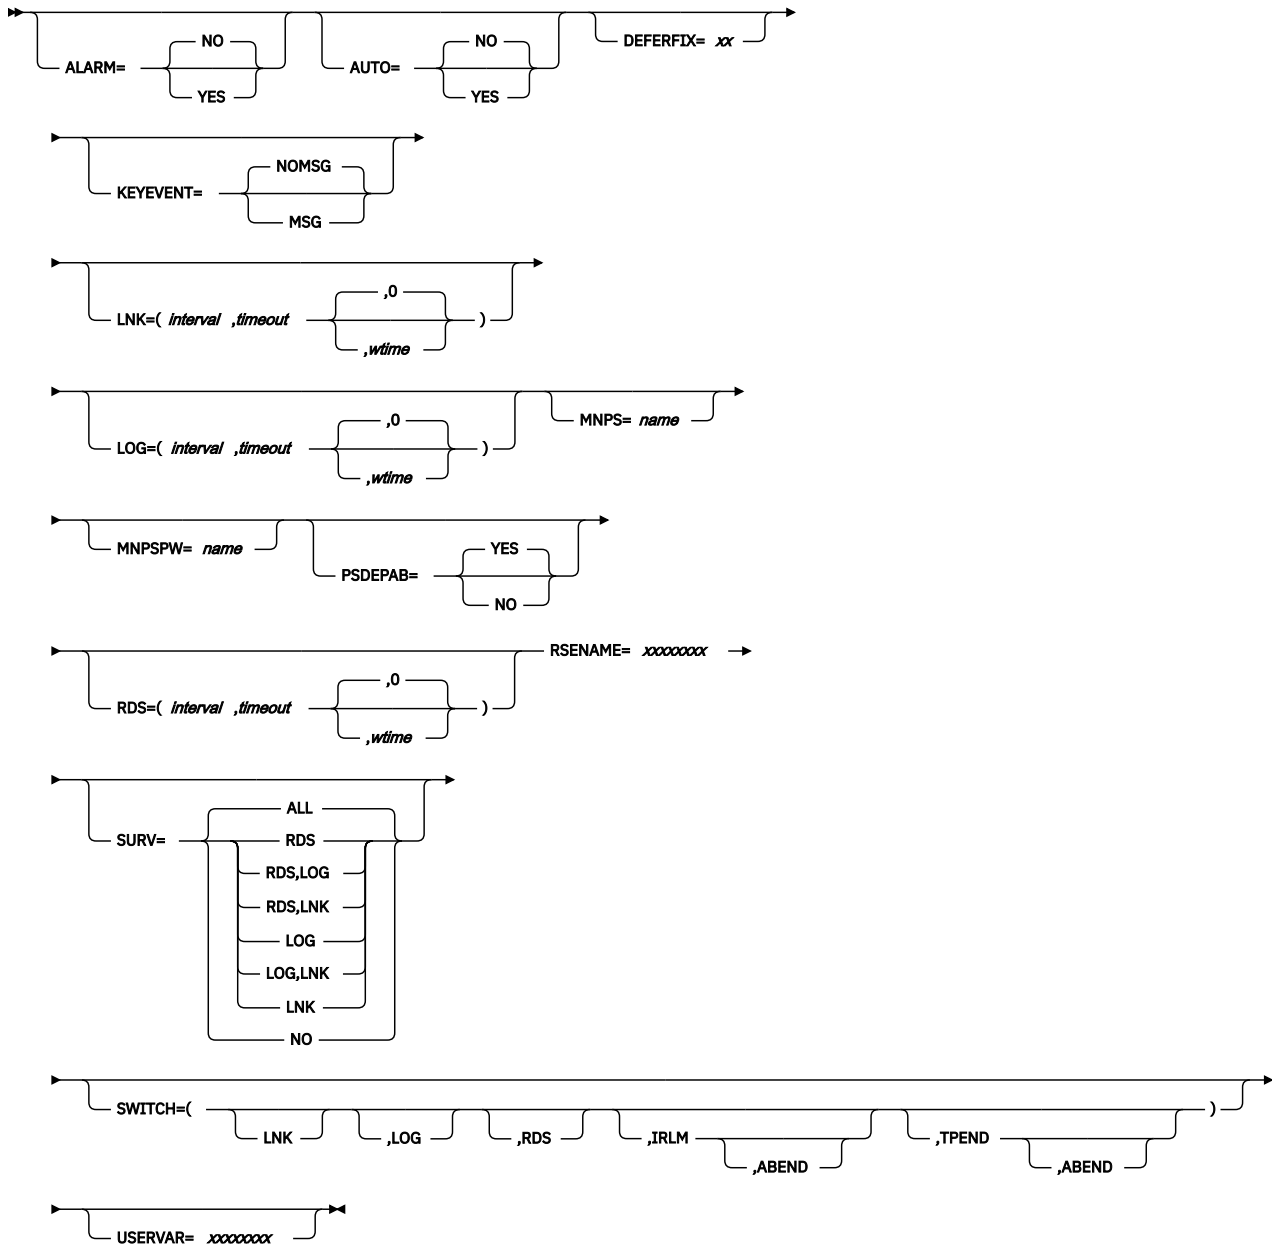 NO
ALARM=
YES
NO
AUTO=
YES
DEFERFIX= xx
NOMSG
KEYEVENT=
MSG
,0
LNK=( interval ,timeout )
,wtime
,0
LOG=( interval ,timeout )
,wtime
MNPS= name
MNPSPW= name
YES
PSDEPAB=
NO
RSENAME= xxxxxxxx
,0
RDS=( interval ,timeout )
,wtime
ALL
SURV= RDS
RDS,LOG
RDS,LNK
LOG
LOG,LNK
LNK
NO
SWITCH=( )
LNK ,LOG ,RDS ,IRLM ,TPEND
,ABEND ,ABEND
USERVAR= xxxxxxxx